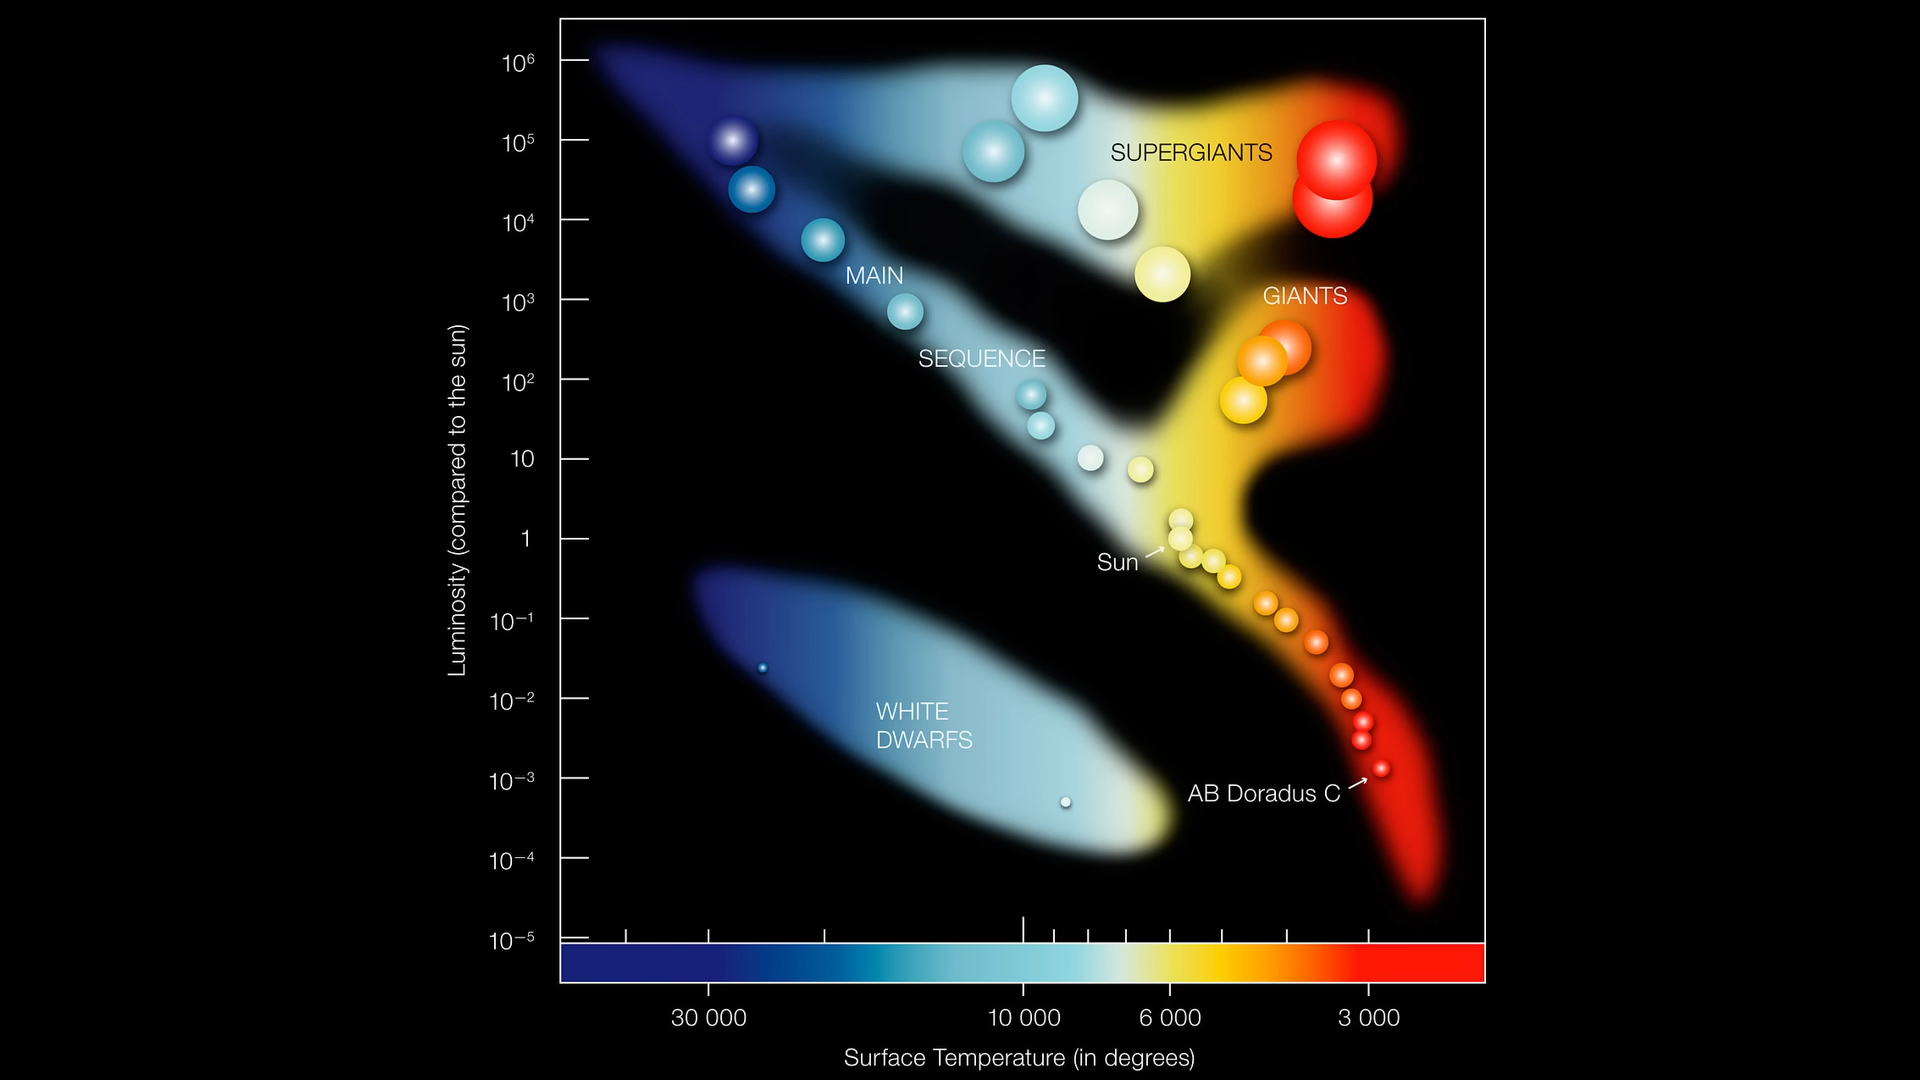 10⁶
10⁵
10⁴
10³
10²
10
1
10⁻¹
10⁻²
10⁻³
10⁻⁴
10⁻⁵
Luminosity (compared to the sun)
SUPERGIANTS
MAIN
GIANTS
SEQUENCE
Sun
WHITE
DWARFS
AB Doradus C
30 000
10 000
6 000
3 000
Surface Temperature (in degrees)